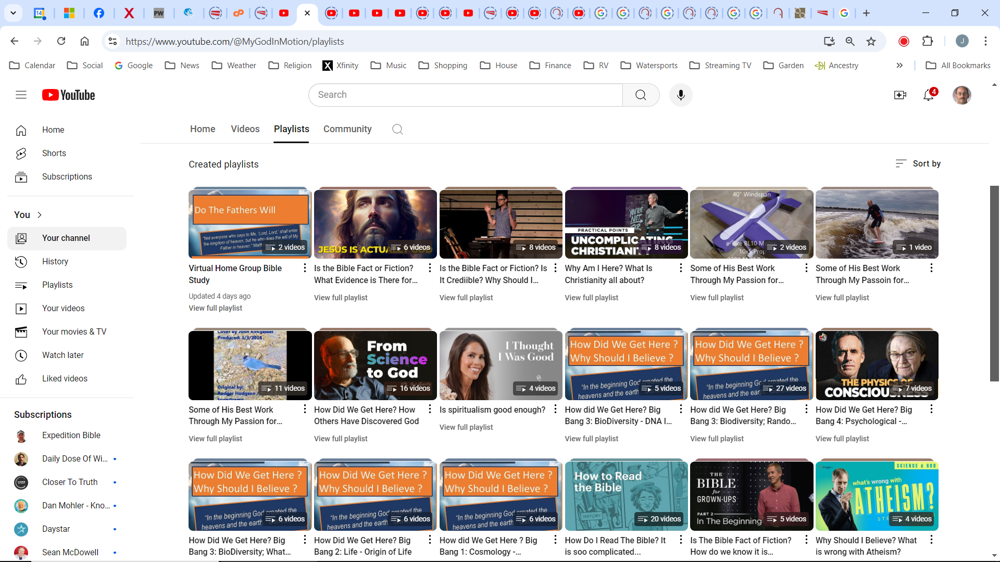 14
PW
cP
https://www.youtube.com/@MyGodInMotion/playlists
J
Calendar
Social
Google
News
Weather
Religion
X
Xfinity
Music
Shopping
House
Finance
RV
Watersports
Streaming TV
Garden
Ancestry
All Bookmarks
YouTube
Search
4
Home
Shorts
Subscriptions
You
Your channel
History
Playlists
Your videos
Your movies & TV
Watch later
Liked videos
Subscriptions
Expedition Bible
Daily Dose Of Wi...
Closer To Truth
Dan Mohler - Kno...
Daystar
Sean McDowell
Home
Videos
Playlists
Community
Created playlists
Sort by
Do The Fathers Will
"Not everyone who says to Me, 'Lord, Lord,' shall enter
the kingdom of heaven, but he who does the will of My
Father in heaven." Matt
2 videos
Virtual Home Group Bible
Study
Updated 4 days ago
View full playlist
JESUS IS ACTU
6 videos
Is the Bible Fact or Fiction?
What Evidence is There for...
View full playlist
8 videos
Is the Bible Fact or Fiction? Is
It Crediible? Why Should I...
View full playlist
YOU'RE
NOT
FAR
PRACTICAL POINTS
UNCOMPLICATING
CHRISTIANITY
8 videos
Why Am I Here? What Is
Christianity all about?
View full playlist
40" Windspan
e-flite BL10 M
10x5 Prop
2 videos
Some of His Best Work
Through My Passion for...
View full playlist
1 video
Some of His Best Work
Through My Passoin for...
View full playlist
Cover by John Kirkgasser
Produced: 3/3/2016
Original by:
Rodger Hodgson /
Supertramp
11 videos
Some of His Best Work
Through My Passion for...
View full playlist
From
Science
to God
16 videos
How Did We Get Here? How
Others Have Discovered God
View full playlist
I Thought
I Was Good
4 videos
Is spiritualism good enough?
View full playlist
How Did We Get Here ?
Why Should I Believe ?
"In the beginning God created the
heavens and the earth
5 videos
How did We Get Here? Big
Bang 3: BioDiversity - DNA I...
View full playlist
How Did We Get Here ?
Why Should I Believe ?
"In the beginning God created the
heavens and the earth
27 videos
How did We Get Here? Big
Bang 3: Biodiversity; Rando...
View full playlist
THE PHYSICS OF
CONSCIOUSNESS
7 videos
How Did We Get Here? Big
Bang 4: Psychological -...
View full playlist
How Did We Get Here ?
Why Should I Believe ?
"In the beginning God created the
heavens and the earth
6 videos
How Did We Get Here? Big
Bang 3: BioDiversity; What...
How Did We Get Here ?
Why Should I Believe ?
"In the beginning God created the
heavens and the earth
6 videos
How Did We Get Here? Big
Bang 2: Life - Origin of Life
How Did We Get Here ?
Why Should I Believe ?
"In the beginning God created the
heavens and the earth
6 videos
How did We Get Here ? Big
Bang 1: Cosmology -...
How to Read
the Bible
HISTORY
20 videos
How Do I Read The Bible? It
is soo complicated...
THE
BIBLE
for
GROWN-UPS
PART 2
In The Beginning
5 videos
Is The Bible Fact of Fiction?
How do we know it is...
SCIENCE & GOD
what's wrong with
ATHEISM?
4 videos
Why Should I Believe? What
is wrong with Atheism?